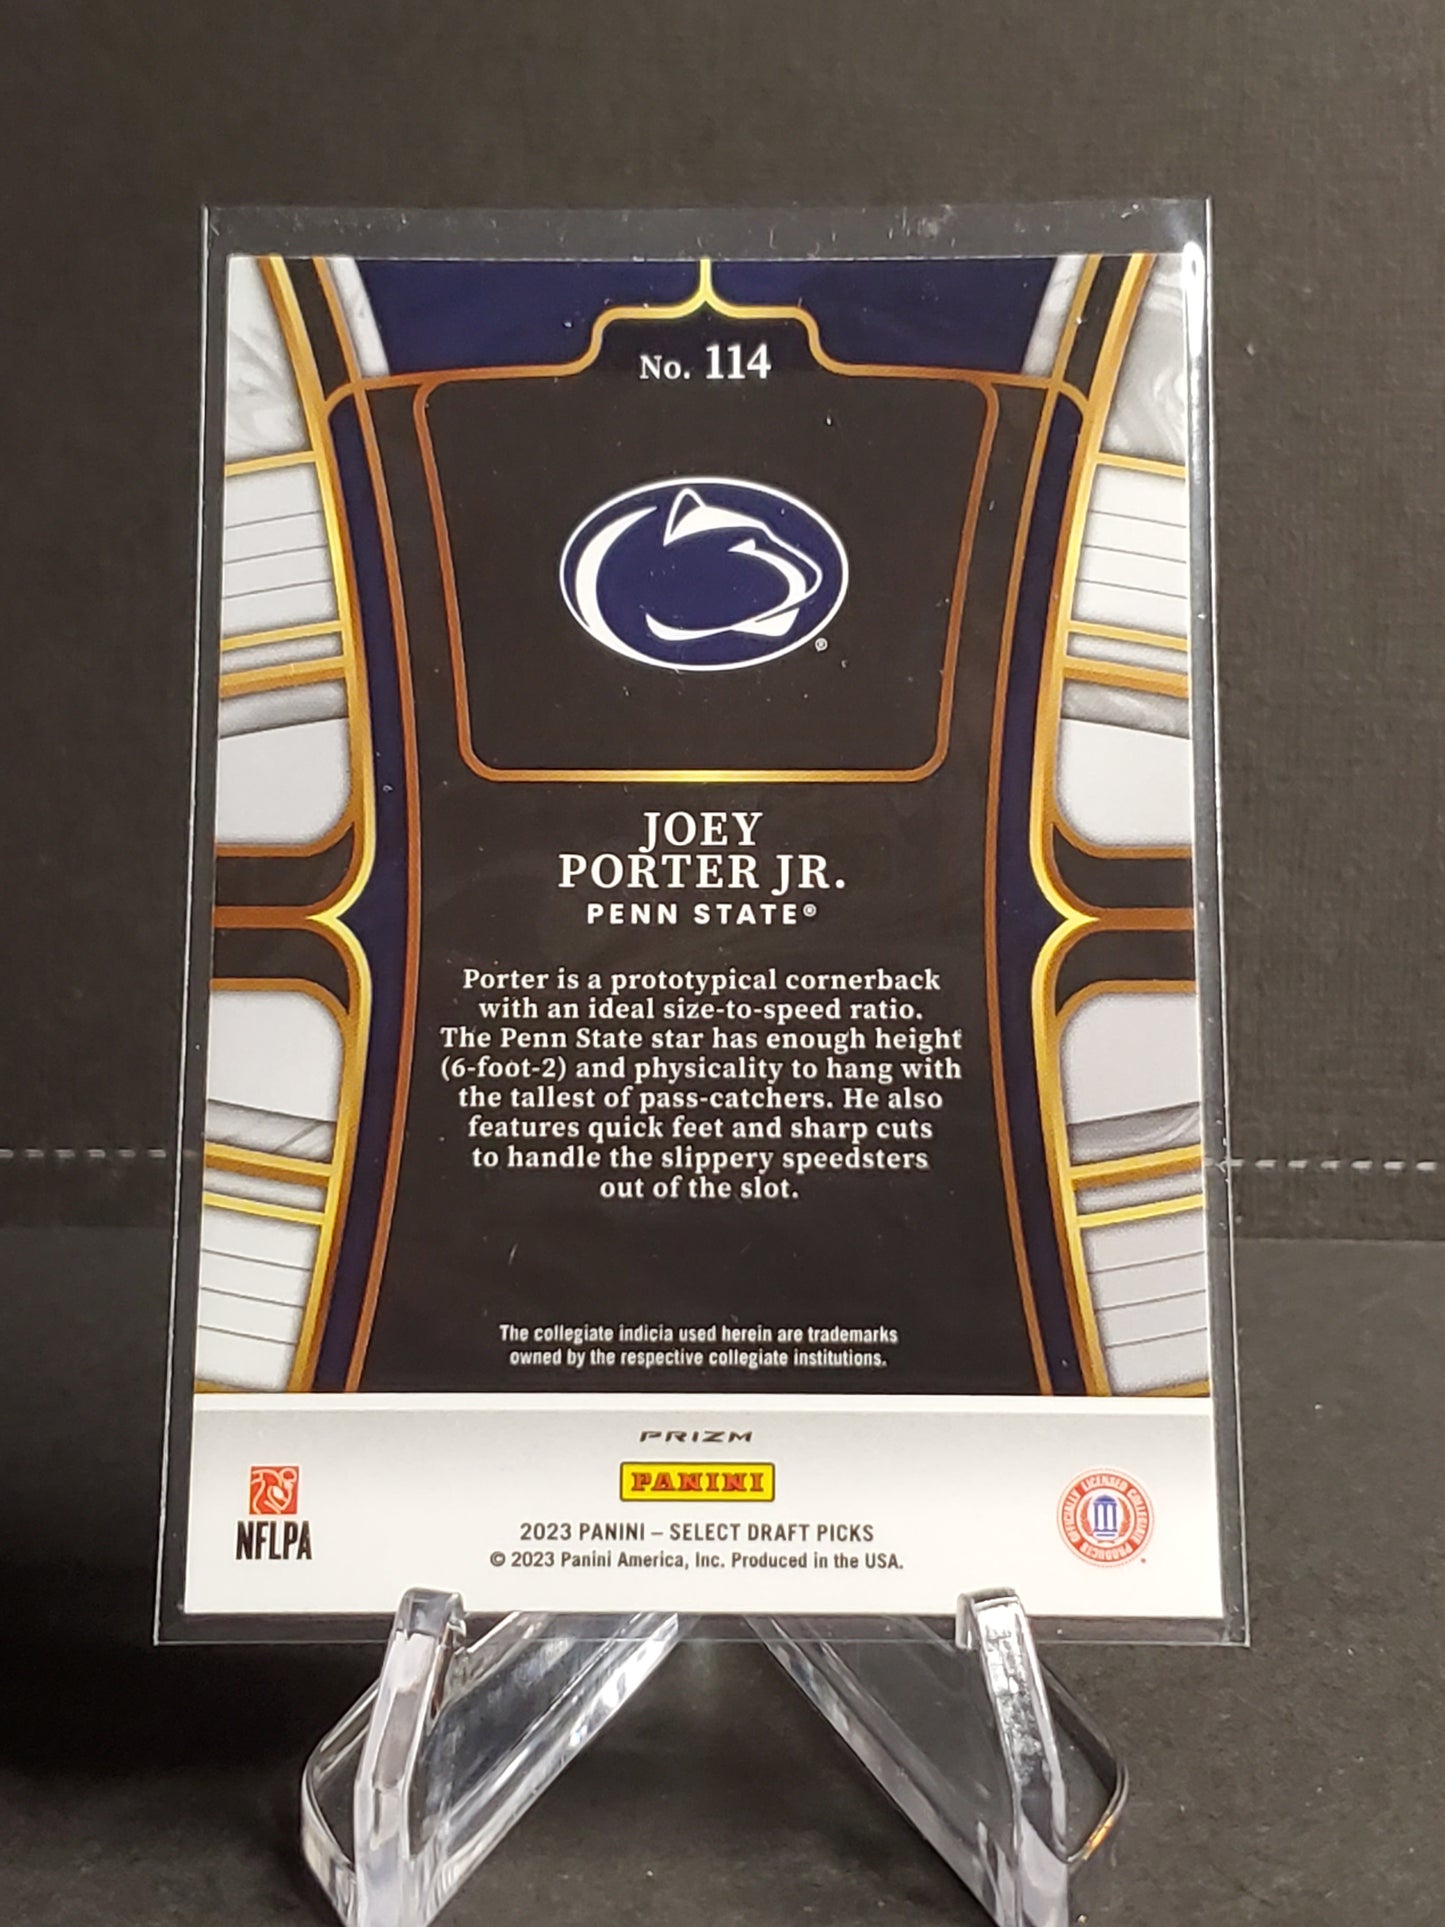 No. 114
®
JOEY
PORTER JR.
PENN STATE®
Porter is a prototypical cornerback
with an ideal size-to-speed ratio.
The Penn State star has enough height
(6-foot-2) and physicality to hang with
the tallest of pass-catchers. He also
features quick feet and sharp cuts
to handle the slippery speedsters
out of the slot.
The collegiate indicia used herein are trademarks
owned by the respective collegiate institutions.
PRIZM
PANINI
NFLPA
2023 PANINI – SELECT DRAFT PICKS
© 2023 Panini America, Inc. Produced in the USA.
OFFICIALLY LICENSED COLLEGIATE PRODUCTS